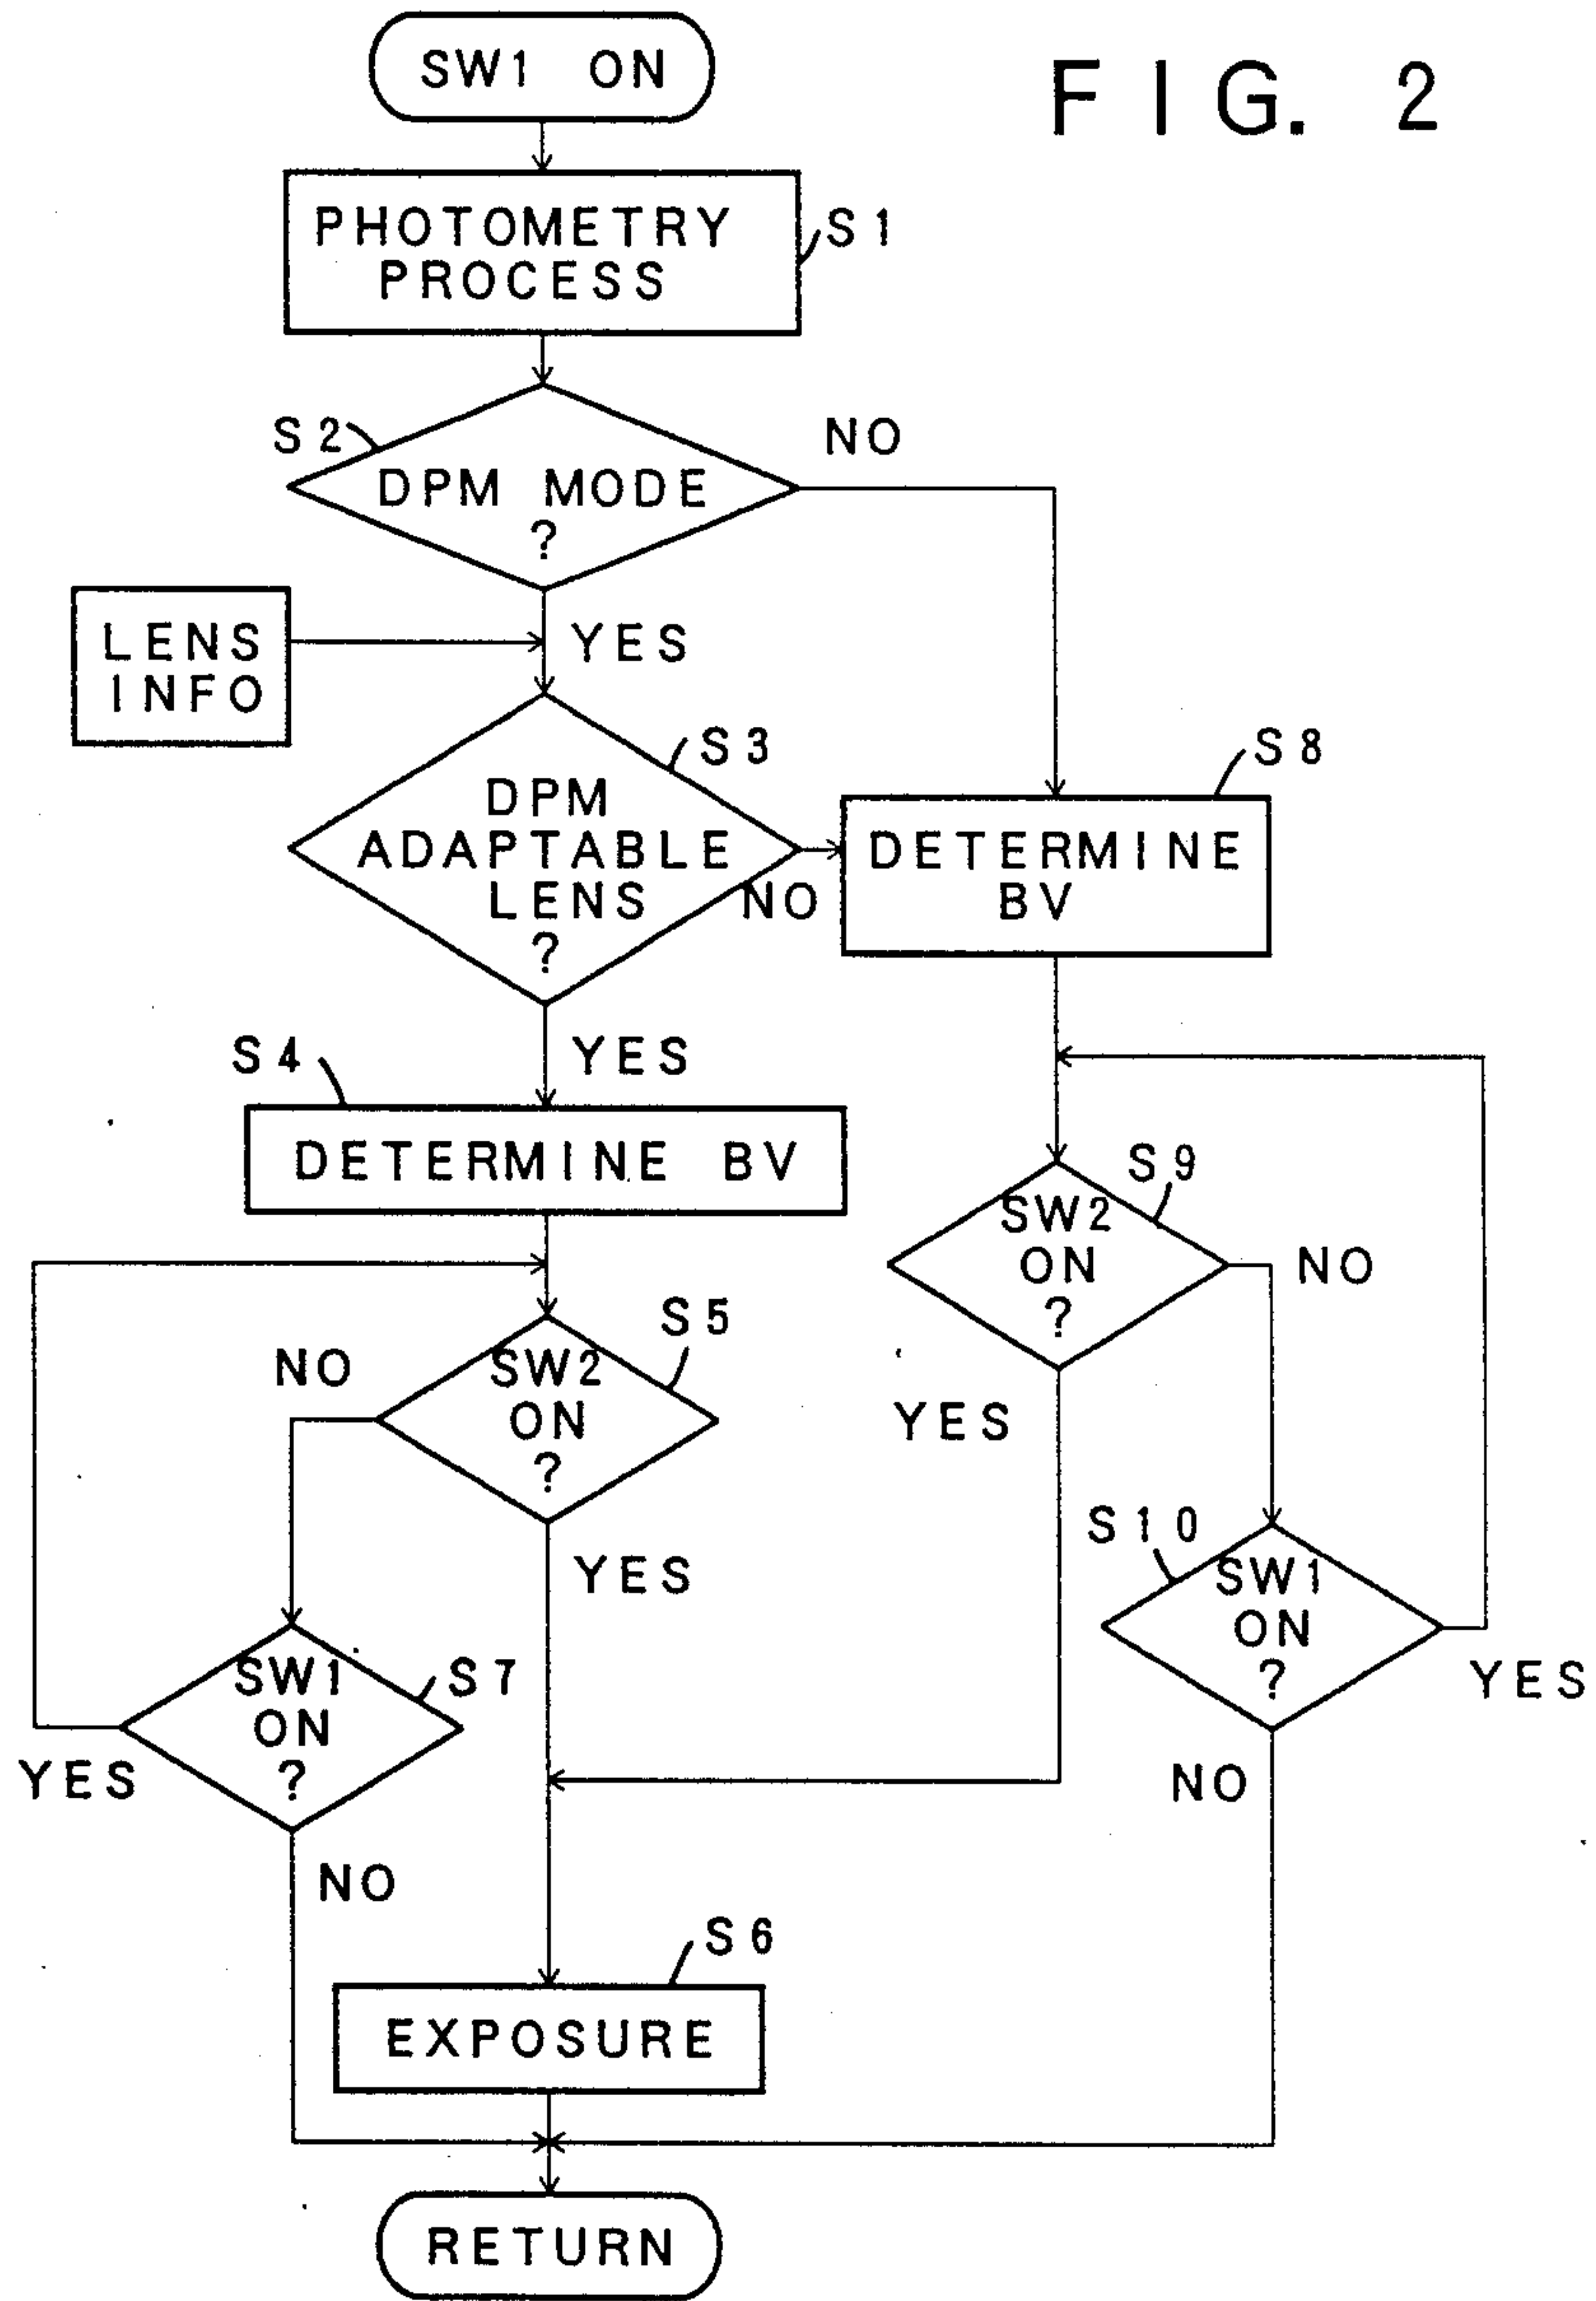 SW1 ON
FIG. 2
PHOTOMETRY
PROCESS
S1
S2
DPM MODE
?
NO
LENS
INFO
YES
S3
DPM
ADAPTABLE
LENS
?
NO
S8
DETERMINE
BV
S4
YES
DETERMINE BV
S9
SW2
ON
?
NO
S5
NO
SW2
ON
?
YES
YES
S10
SW1
ON
?
YES
S7
SW1
ON
?
YES
NO
NO
S6
EXPOSURE
RETURN